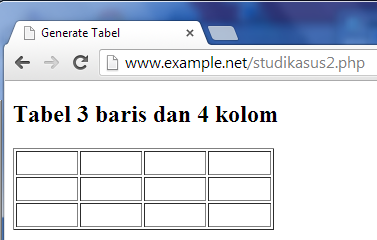 Generate Tabel
www.example.net/studikasus2.php
Tabel 3 baris dan 4 kolom